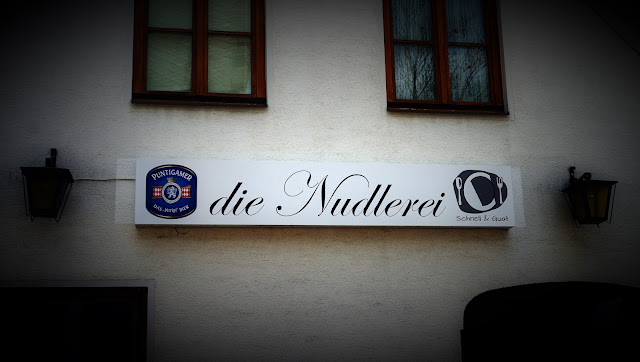 PUNTIGAMER
DAS „BIERIGE" BIER
die Nudlerei
Schnell & Guat